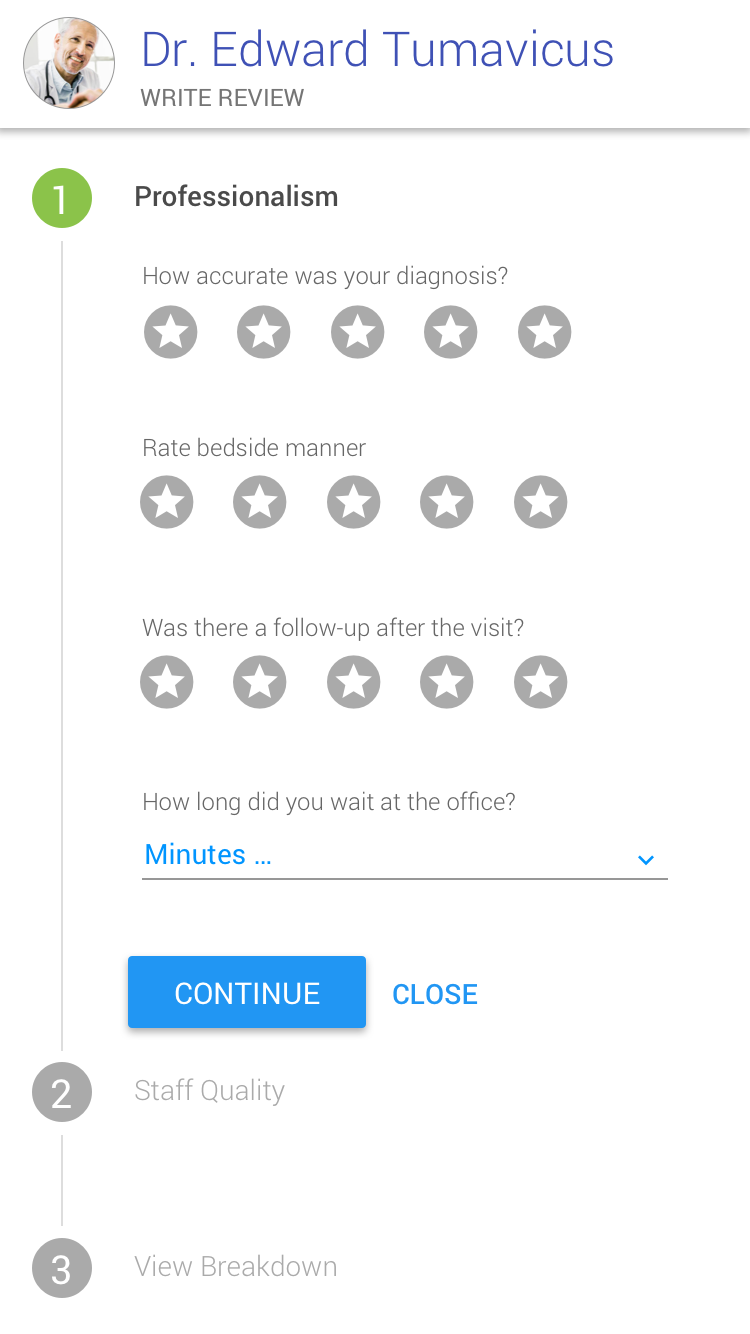 Dr. Edward Tumavicus
WRITE REVIEW
1
Professionalism
How accurate was your diagnosis?
Rate bedside manner
Was there a follow-up after the visit?
How long did you wait at the office?
Minutes ...
CONTINUE CLOSE
2
Staff Quality
3
View Breakdown